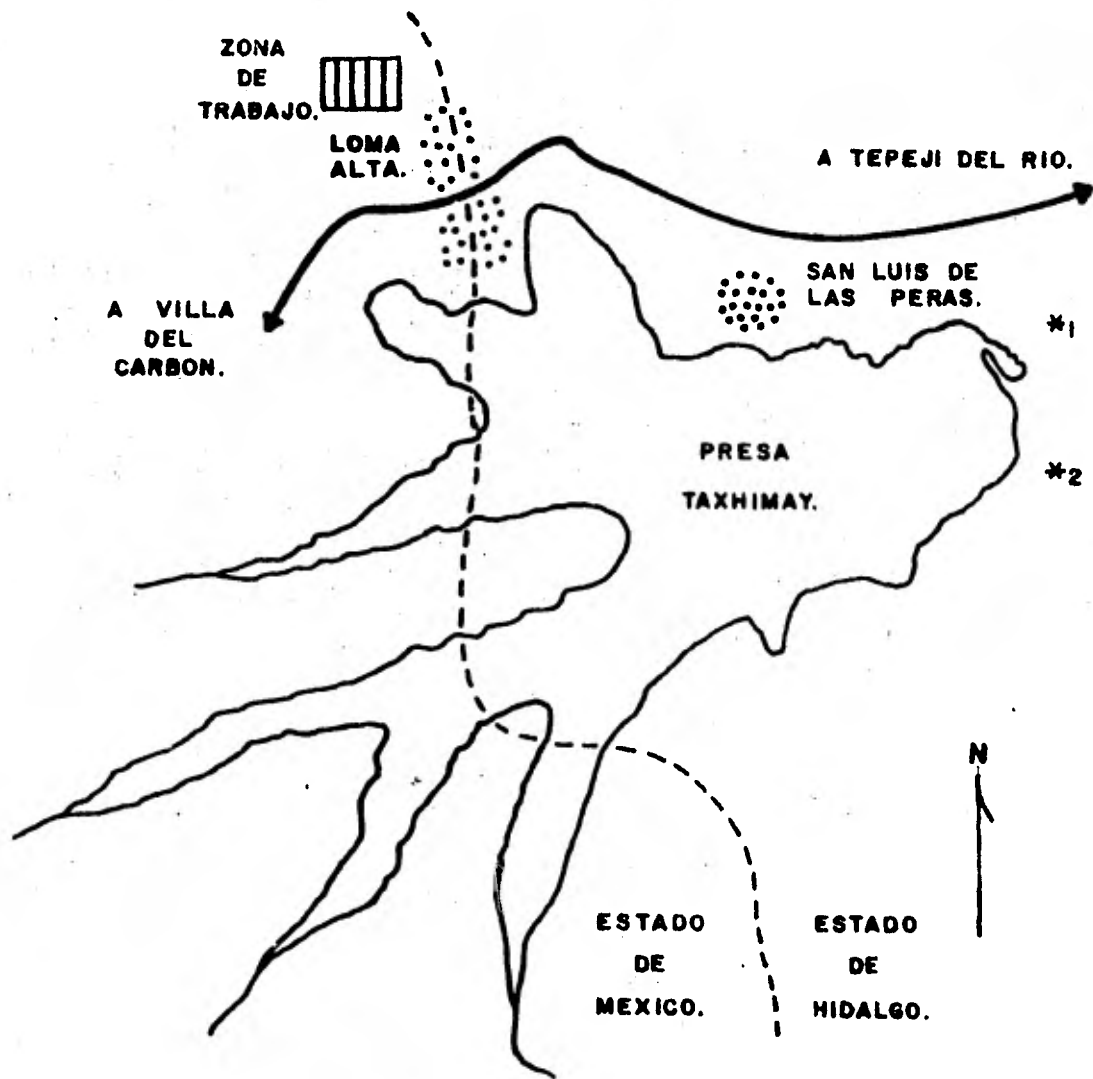 ZONA
DE
TRABAJO.
LOMA
ALTA.
A TEPEJI DEL RIO.
SAN LUIS DE
LAS PERAS.
A VILLA
DEL
CARBON.
*1
PRESA
TAXHIMAY.
*2
N
ESTADO
DE
MEXICO.
ESTADO
DE
HIDALGO.